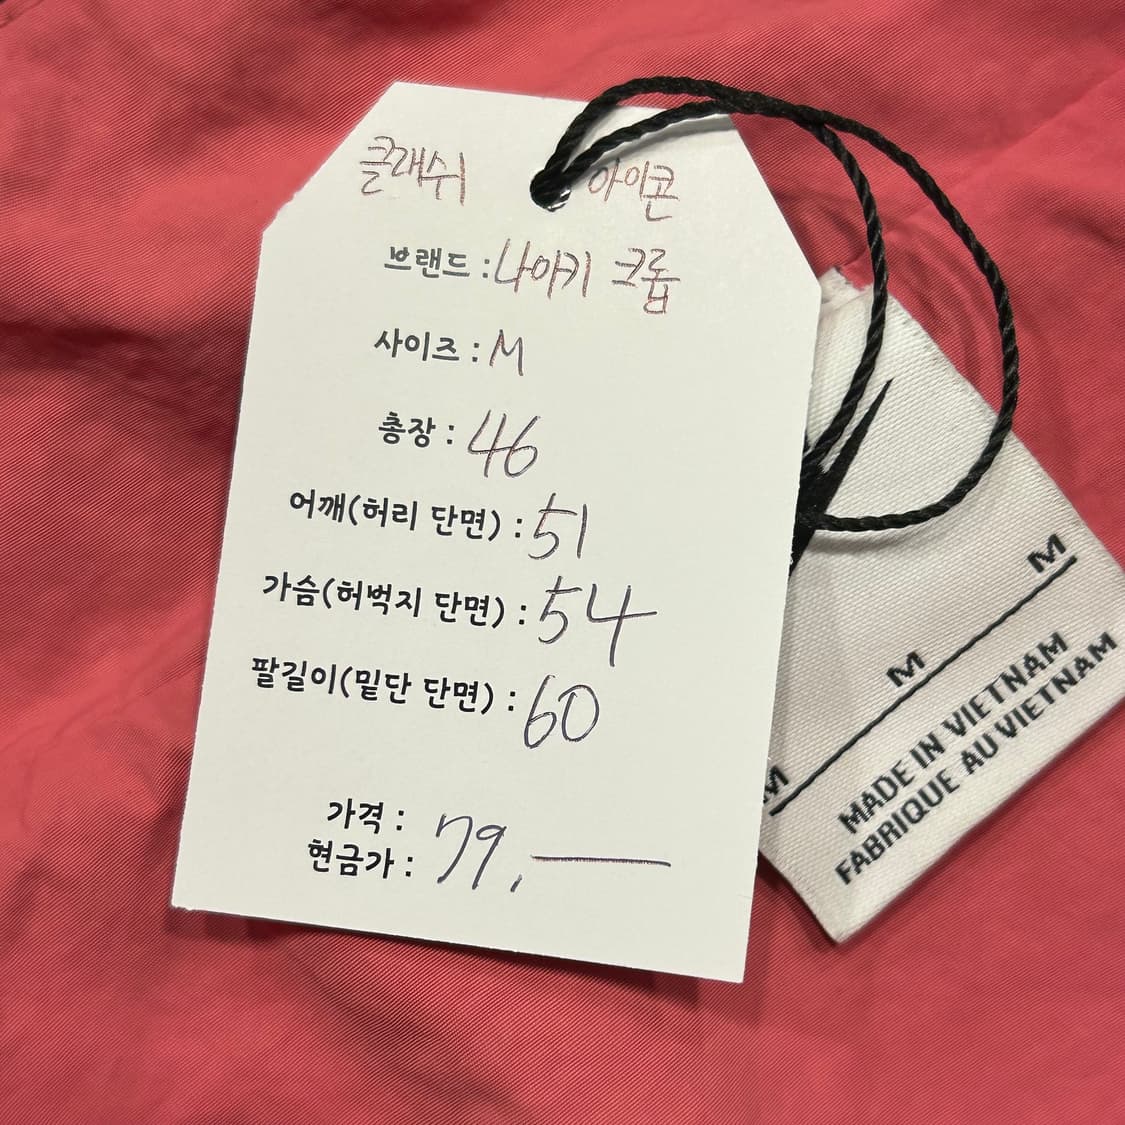 클래쉬 아이콘
브랜드 : 나이키 크롭
사이즈 : M
총장 : 46
어깨(허리 단면) : 51
가슴(허벅지 단면) : 54
팔길이(밑단 단면) : 60
가격 :
현금가 : 79,—
M
M
M
MADE IN VIETNAM
FABRIQUE AU VIETNAM